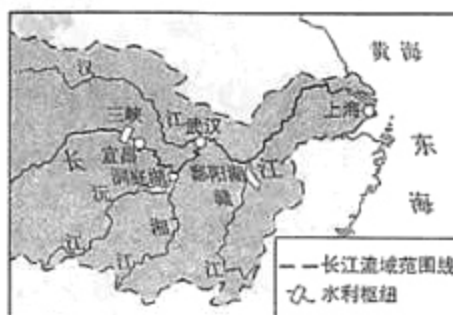 黄海
汉
三峡
江
武汉
上海
长
宜昌
洞庭湖
鄱阳湖
江
东
沅
湘
赣
海
江
江
江
长江流域范围线
水利枢纽